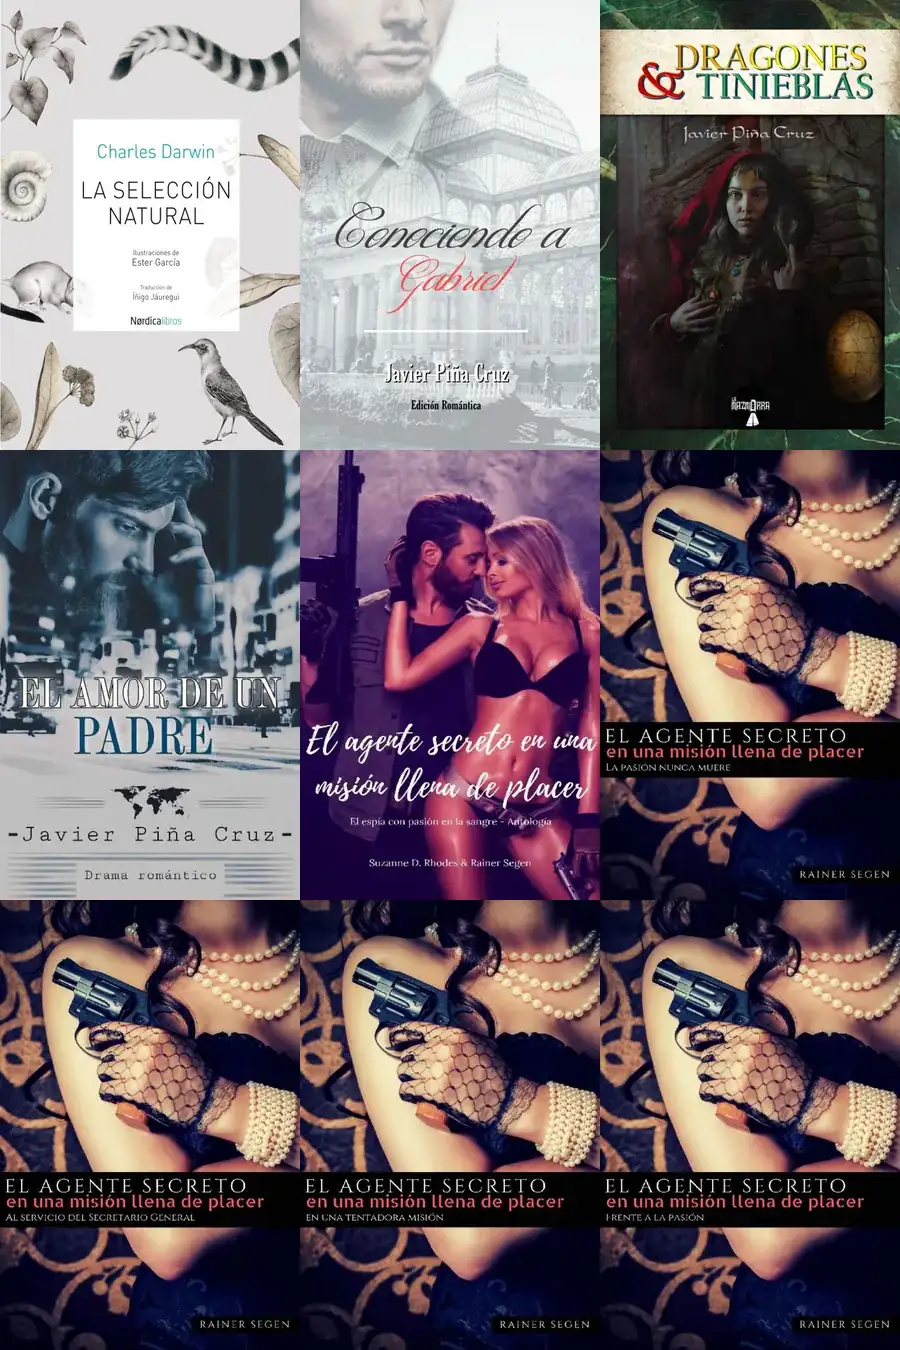 Charles Darwin
LA SELECCIÓN
NATURAL
Ilustraciones de
Ester García
Traducción de
Íñigo Jáuregui
Nørdicalibros
Conociendo a
Gabriel
Javier Piña Cruz
Edición Romántica
DRAGONES
& TINIEBLAS
Javier Piña Cruz
LA MAZMORRA
EL AMOR DE UN
PADRE
-Javier Piña Cruz-
Drama romántico
El agente secreto en una
misión llena de placer
El espía con pasión en la sangre - Antología
Suzanne D. Rhodes & Rainer Segen
EL AGENTE SECRETO
en una misión llena de placer
LA PASIÓN NUNCA MUERE
RAINER SEGEN
EL AGENTE SECRETO
en una misión llena de placer
AL SERVICIO DEL SECRETARIO GENERAL
RAINER SEGEN
EL AGENTE SECRETO
en una misión llena de placer
EN UNA TENTADORA MISIÓN
RAINER SEGEN
EL AGENTE SECRETO
en una misión llena de placer
FRENTE A LA PASIÓN
RAINER SEGEN